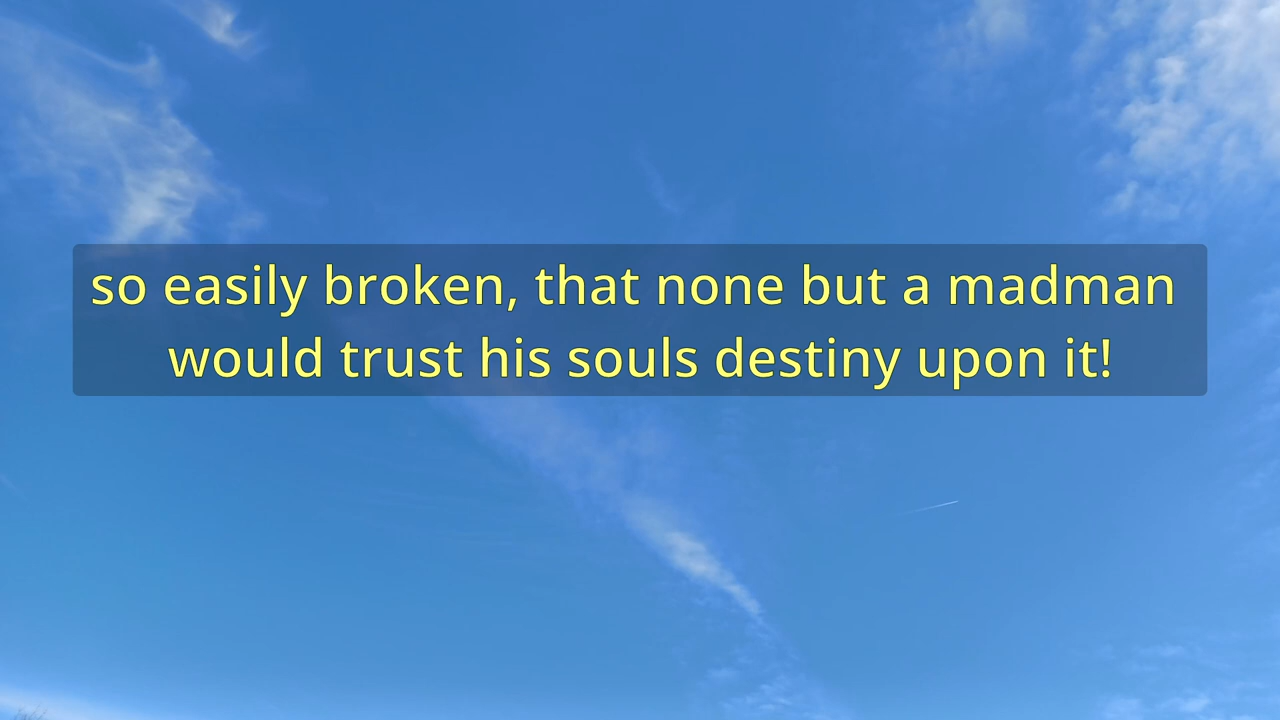 so easily broken, that none but a madman
would trust his souls destiny upon it!